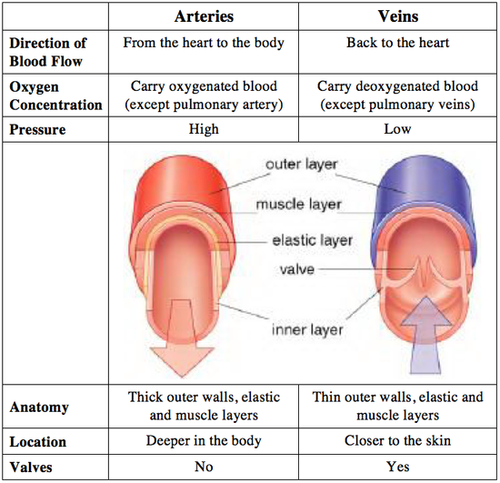 Arteries Veins
Direction of From the heart to the body Back to the heart
Blood Flow
Oxygen Carry oxygenated blood Carry deoxygenated blood
Concentration (except pulmonary artery) (except pulmonary veins)
Pressure High Low
outer layer
muscle layer
elastic layer
valve
inner layer
Anatomy Thick outer walls, elastic Thin outer walls, elastic and
and muscle layers muscle layers
Location Deeper in the body Closer to the skin
Valves No Yes